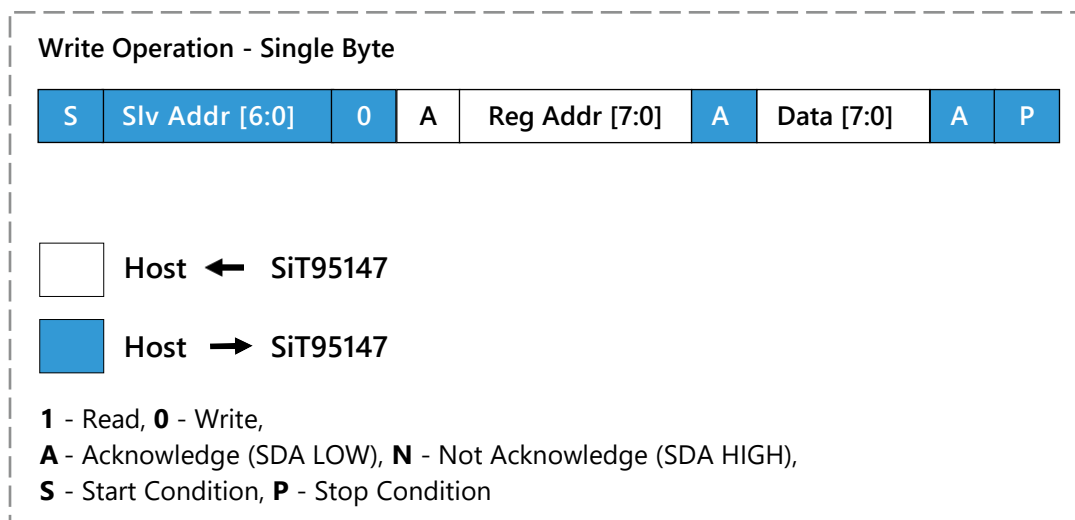 Write Operation - Single Byte
S Slv Addr [6:0] 0 A Reg Addr [7:0] A Data [7:0] A P
Host ← SiT95147
Host → SiT95147
1 - Read, 0 - Write,
A - Acknowledge (SDA LOW), N - Not Acknowledge (SDA HIGH),
S - Start Condition, P - Stop Condition